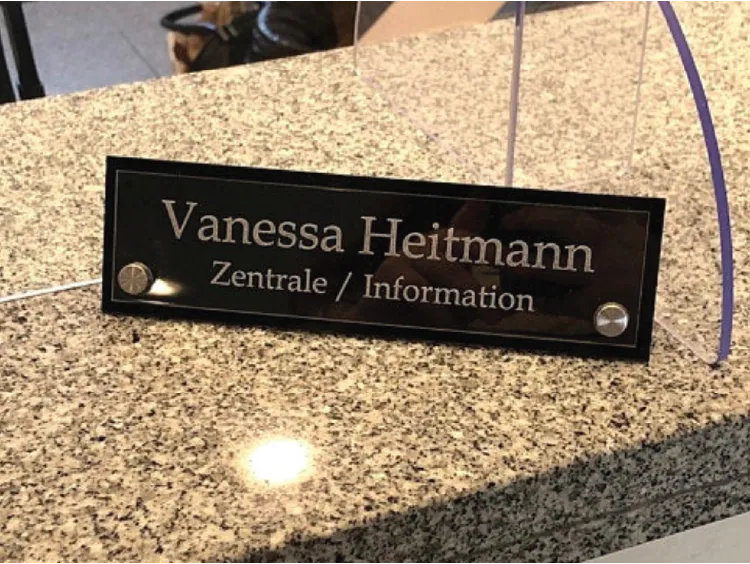 Vanessa Heitmann
Zentrale / Information